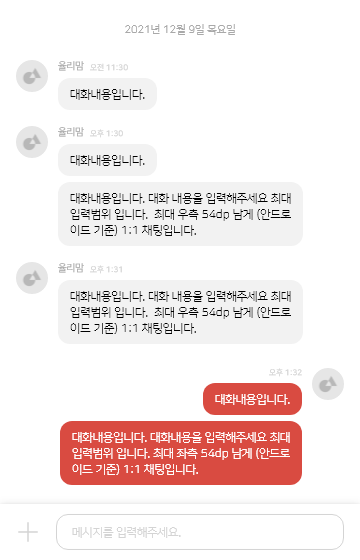 2021년 12월 9일 목요일
올리맘 오전 11:30
대화내용입니다.
올리맘 오후 1:30
대화내용입니다.
대화내용입니다. 대화 내용을 입력해주세요 최대
입력범위 입니다. 최대 우측 54dp 남게 (안드로
이드 기준) 1:1 채팅입니다.
올리맘 오후 1:31
대화내용입니다. 대화 내용을 입력해주세요 최대
입력범위 입니다. 최대 우측 54dp 남게 (안드로
이드 기준) 1:1 채팅입니다.
오후 1:32
대화내용입니다.
대화내용입니다. 대화내용을 입력해주세요 최대
입력범위 입니다. 최대 좌측 54dp 남게 (안드로
이드 기준) 1:1 채팅입니다.
메시지를 입력해주세요.